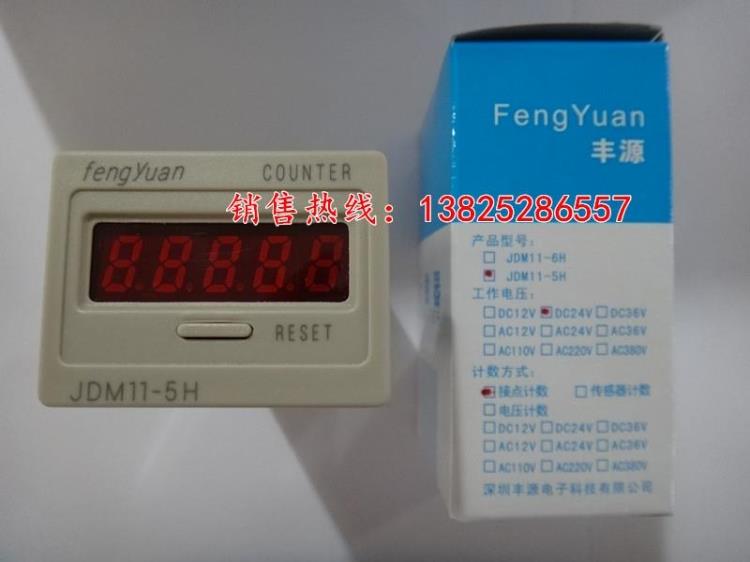 fengyuan COUNTER
88888
RESET
JDM11-5H
销售热线：13825286557
FengYuan
丰源
产品型号：
JDM11-6H
JDM11-5H
工作电压：
DC12V DC24V DC36V
AC12V AC24V AC36V
AC110V AC220V AC380V
计数方式：
接点计数 传感器计数
电压计数
DC12V DC24V DC36V
AC12V AC24V AC36V
AC110V AC220V AC380V
深圳丰源电子科技有限公司